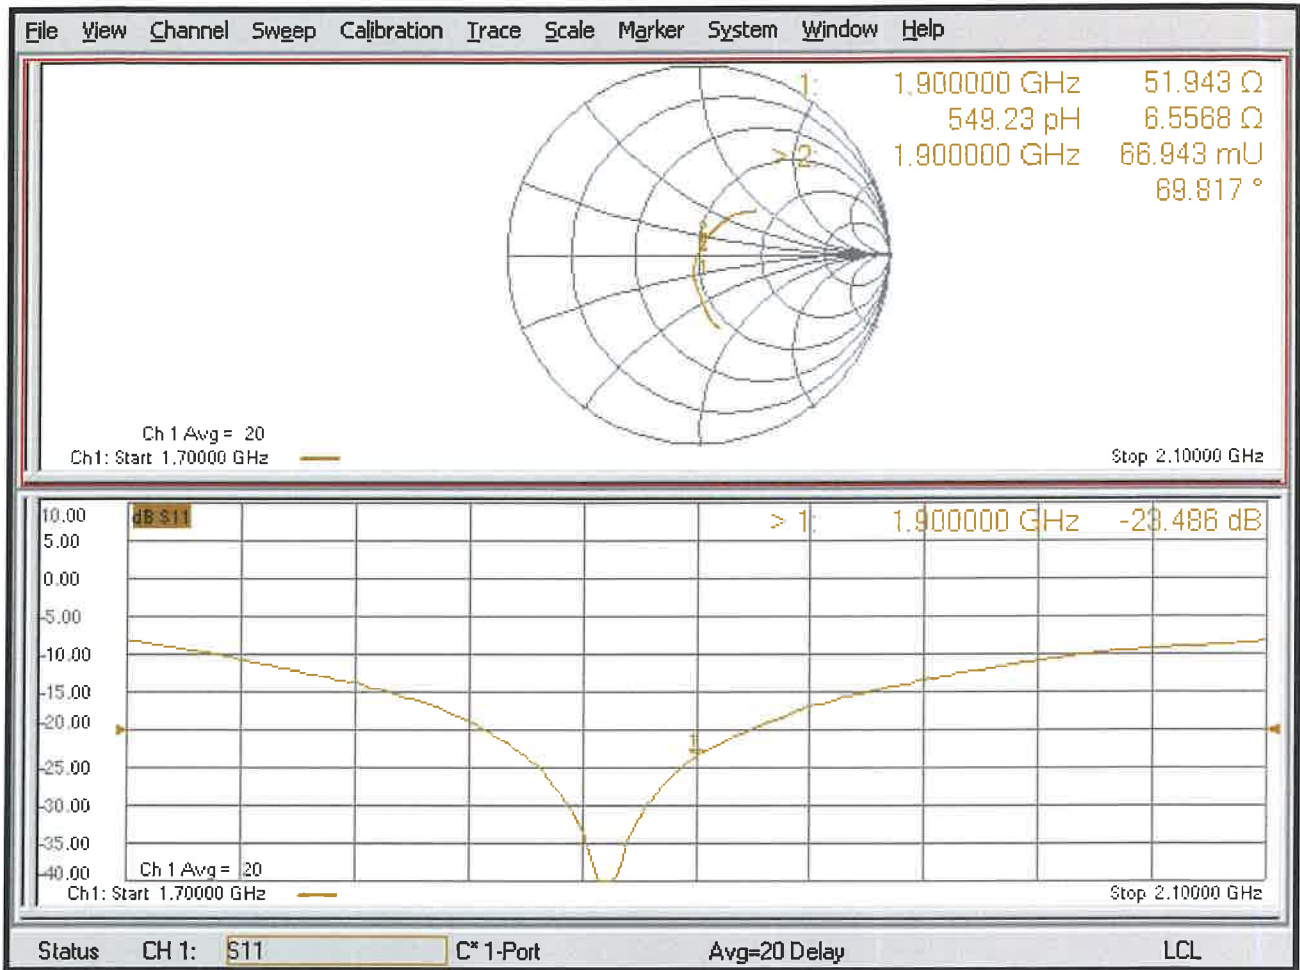 File View Channel Sweep Calibration Trace Scale Marker System Window Help
1: 1.900000 GHz 51.943 Ω
549.23 pH 6.5568 Ω
> 2: 1.900000 GHz 66.943 mU
69.817 °
Ch 1 Avg = 20
Ch1: Start 1.70000 GHz
Stop 2.10000 GHz
10.00
dB S11
> 1: 1.900000 GHz -23.486 dB
5.00
0.00
-5.00
-10.00
-15.00
-20.00
1
-25.00
-30.00
-35.00
-40.00
Ch 1 Avg = 20
Ch1: Start 1.70000 GHz
Stop 2.10000 GHz
Status CH 1: S11 C* 1-Port Avg=20 Delay LCL